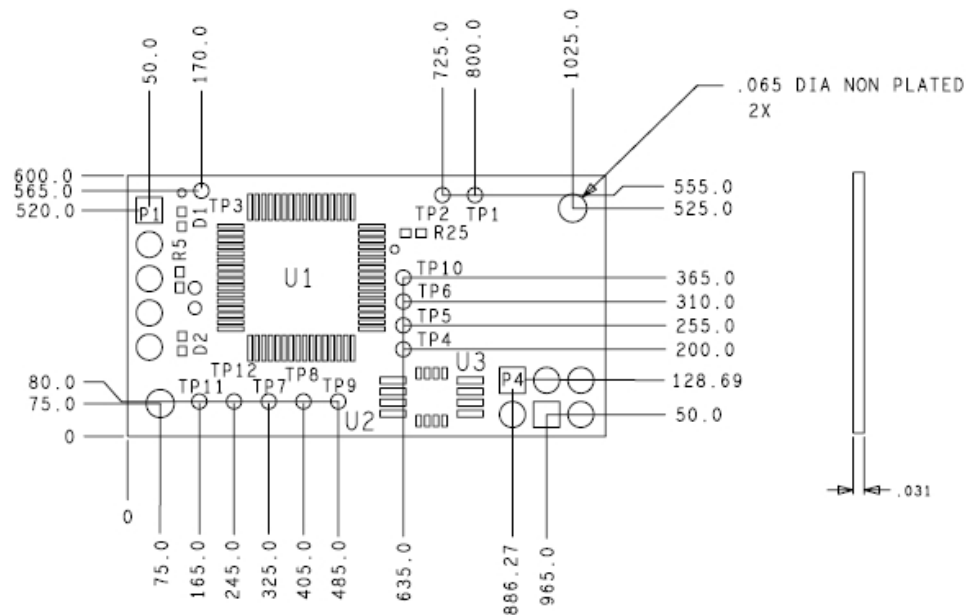 50.0
170.0
725.0
800.0
1025.0
.065 DIA NON PLATED
2X
600.0
565.0
520.0
555.0
525.0
P1
D1
TP3
TP2
TP1
R25
R5
U1
TP10
365.0
TP6
310.0
TP5
255.0
TP4
200.0
D2
U3
P4
128.69
80.0
75.0
TP11
TP12
TP7
TP8
TP9
U2
50.0
0
0
75.0
165.0
245.0
325.0
405.0
485.0
635.0
886.27
965.0
.031